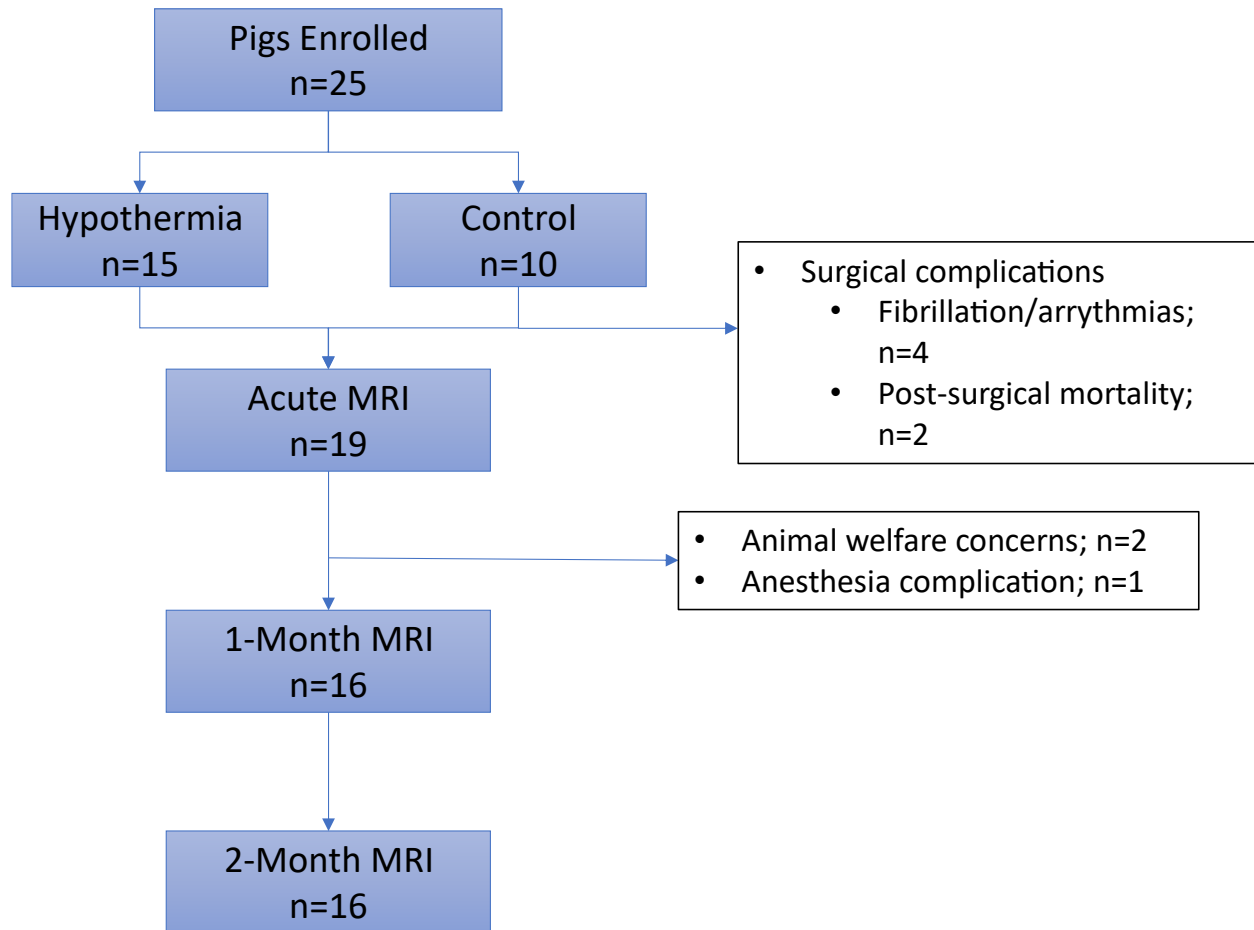 Pigs Enrolled
n=25
Hypothermia
n=15
Control
n=10
• Surgical complications
• Fibrillation/arrythmias;
n=4
• Post-surgical mortality;
n=2
Acute MRI
n=19
• Animal welfare concerns; n=2
• Anesthesia complication; n=1
1-Month MRI
n=16
2-Month MRI
n=16